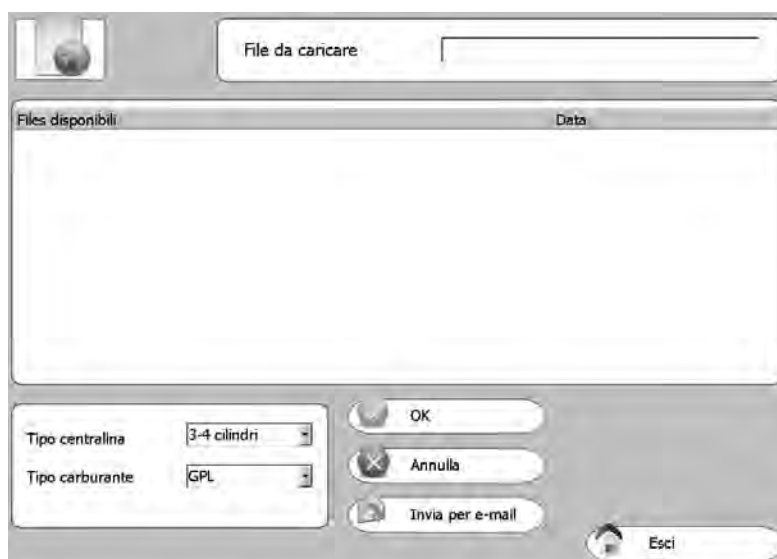 File da caricare
Files disponibili Data
Tipo centralina 3-4 cilindri
Tipo carburante GPL
OK
Annulla
Invia per e-mail
Esci